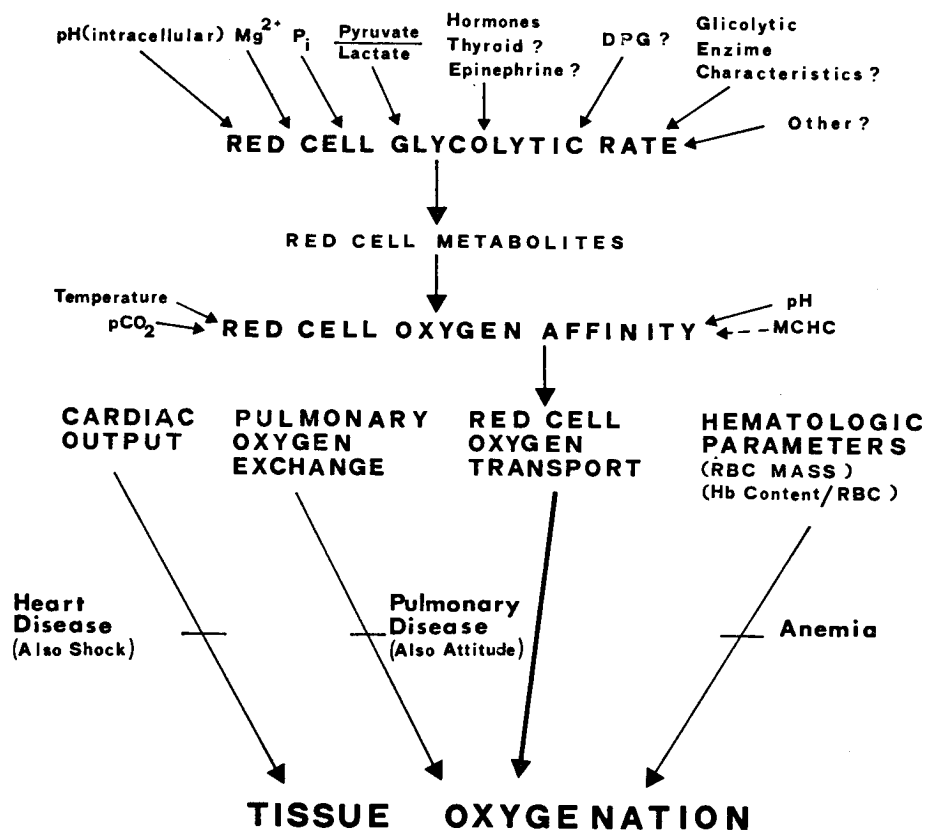 pH(intracellular) Mg2+ Pi
Pyruvate
Lactate
Hormones
Thyroid ?
Epinephrine ?
DPG ?
Glicolytic
Enzime
Characteristics ?
Other ?
RED CELL GLYCOLYTIC RATE
RED CELL METABOLITES
Temperature
pCO2
RED CELL OXYGEN AFFINITY
pH
MCHC
CARDIAC
OUTPUT
PULMONARY
OXYGEN
EXCHANGE
RED CELL
OXYGEN
TRANSPORT
HEMATOLOGIC
PARAMETERS
(RBC MASS)
(Hb Content/RBC)
Heart
Disease
(Also Shock)
Pulmonary
Disease
(Also Attitude)
Anemia
TISSUE OXYGENATION